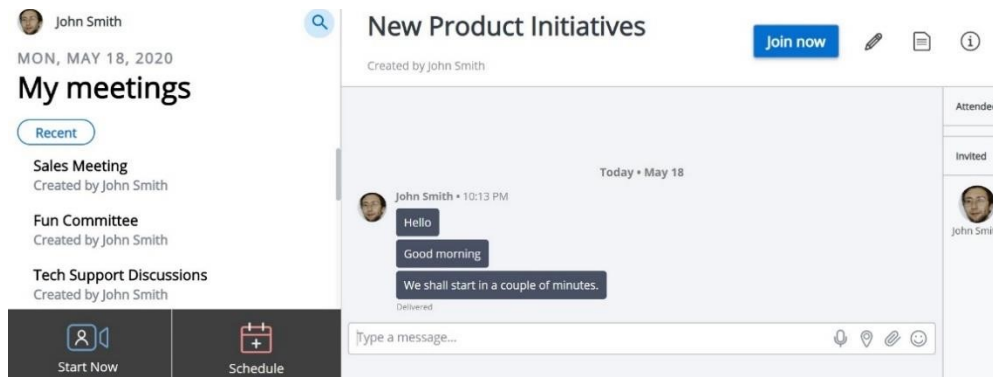 John Smith
MON, MAY 18, 2020
My meetings
Recent
Sales Meeting
Created by John Smith
Fun Committee
Created by John Smith
Tech Support Discussions
Created by John Smith
Start Now
Schedule
New Product Initiatives
Created by John Smith
Join now
Today • May 18
John Smith • 10:13 PM
Hello
Good morning
We shall start in a couple of minutes.
Delivered
Type a message...
Attende
Invited
John Smi